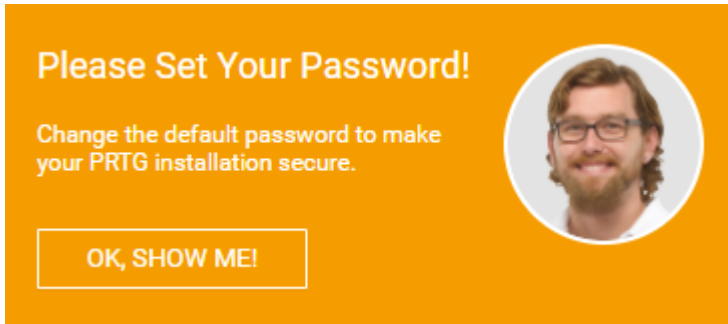 Please Set Your Password!
Change the default password to make
your PRTG installation secure.
OK, SHOW ME!